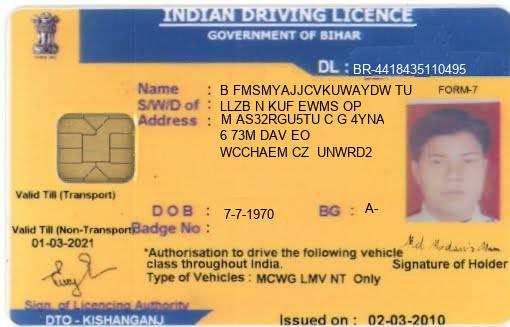 INDIAN DRIVING LICENCE
GOVERNMENT OF BIHAR
DL : BR-4418435110495
Name : B FMSMYAJJCVKUWAYDW TU
FORM-7
S/W/D of : LLZB N KUF EWMS OP
Address : M AS32RGU5TU C G 4YNA
6 73M DAV EO
WCCHAEM CZ UNWRD2
Valid Till (Transport)
D O B : 7-7-1970 BG : A-
Valid Till (Non-Transport)
Badge No :
01-03-2021
*Authorisation to drive the following vehicle
class throughout India.
Signature of Holder
Type of Vehicles : MCWG LMV NT Only
Sign. of Licencing Authority
DTO - KISHANGANJ
Issued on : 02-03-2010